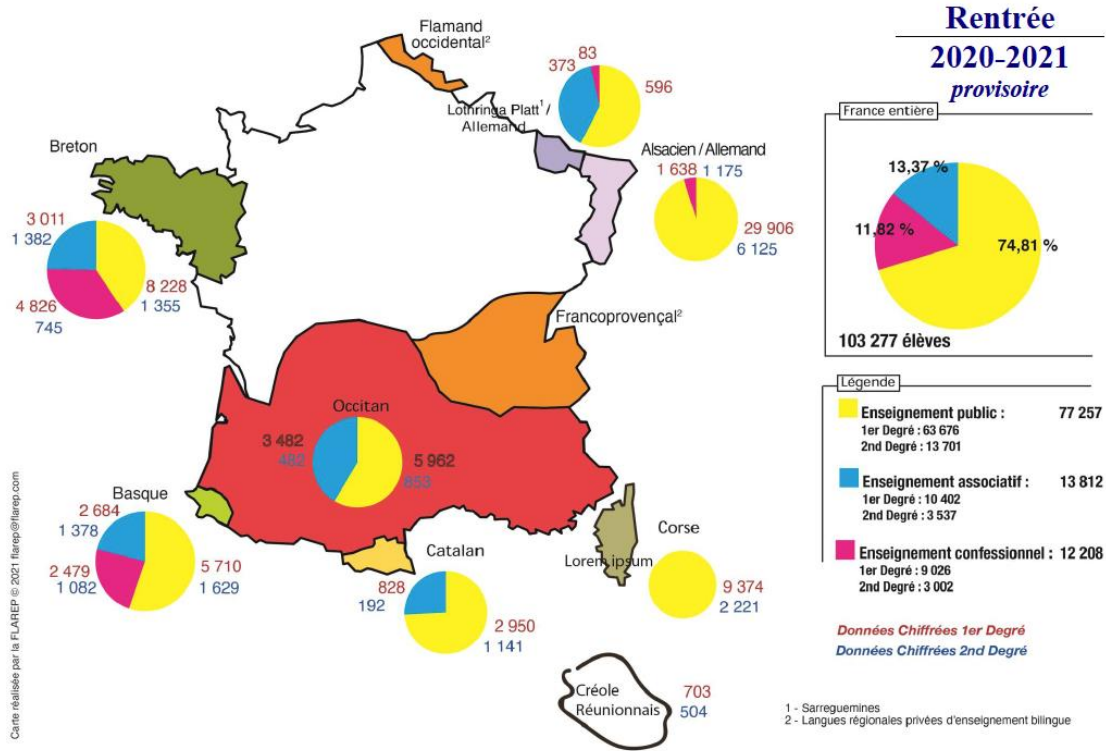 Rentrée
2020-2021
provisoire
Flamand
occidental²
83
373
596
Lothringa Platt¹ /
Allemand
France entière
13,37 %
11,82 %
74,81 %
103 277 élèves
Breton
3 011
1 382
8 228
1 355
4 826
745
Alsacien / Allemand
1 638
1 175
29 906
6 125
Francoprovençal²
Occitan
3 482
482
5 962
853
Légende
Enseignement public : 77 257
1er Degré : 63 676
2nd Degré : 13 701
Enseignement associatif : 13 812
1er Degré : 10 402
2nd Degré : 3 537
Enseignement confessionnel : 12 208
1er Degré : 9 026
2nd Degré : 3 002
Données Chiffrées 1er Degré
Données Chiffrées 2nd Degré
Basque
2 684
1 378
5 710
1 629
2 479
1 082
Catalan
828
192
2 950
1 141
Corse
Lorem ipsum
9 374
2 221
Créole
Réunionnais
703
504
1 - Sarreguemines
2 - Langues régionales privées d'enseignement bilingue
Carte réalisée par la FLAREP © 2021 flarep@flarep.com